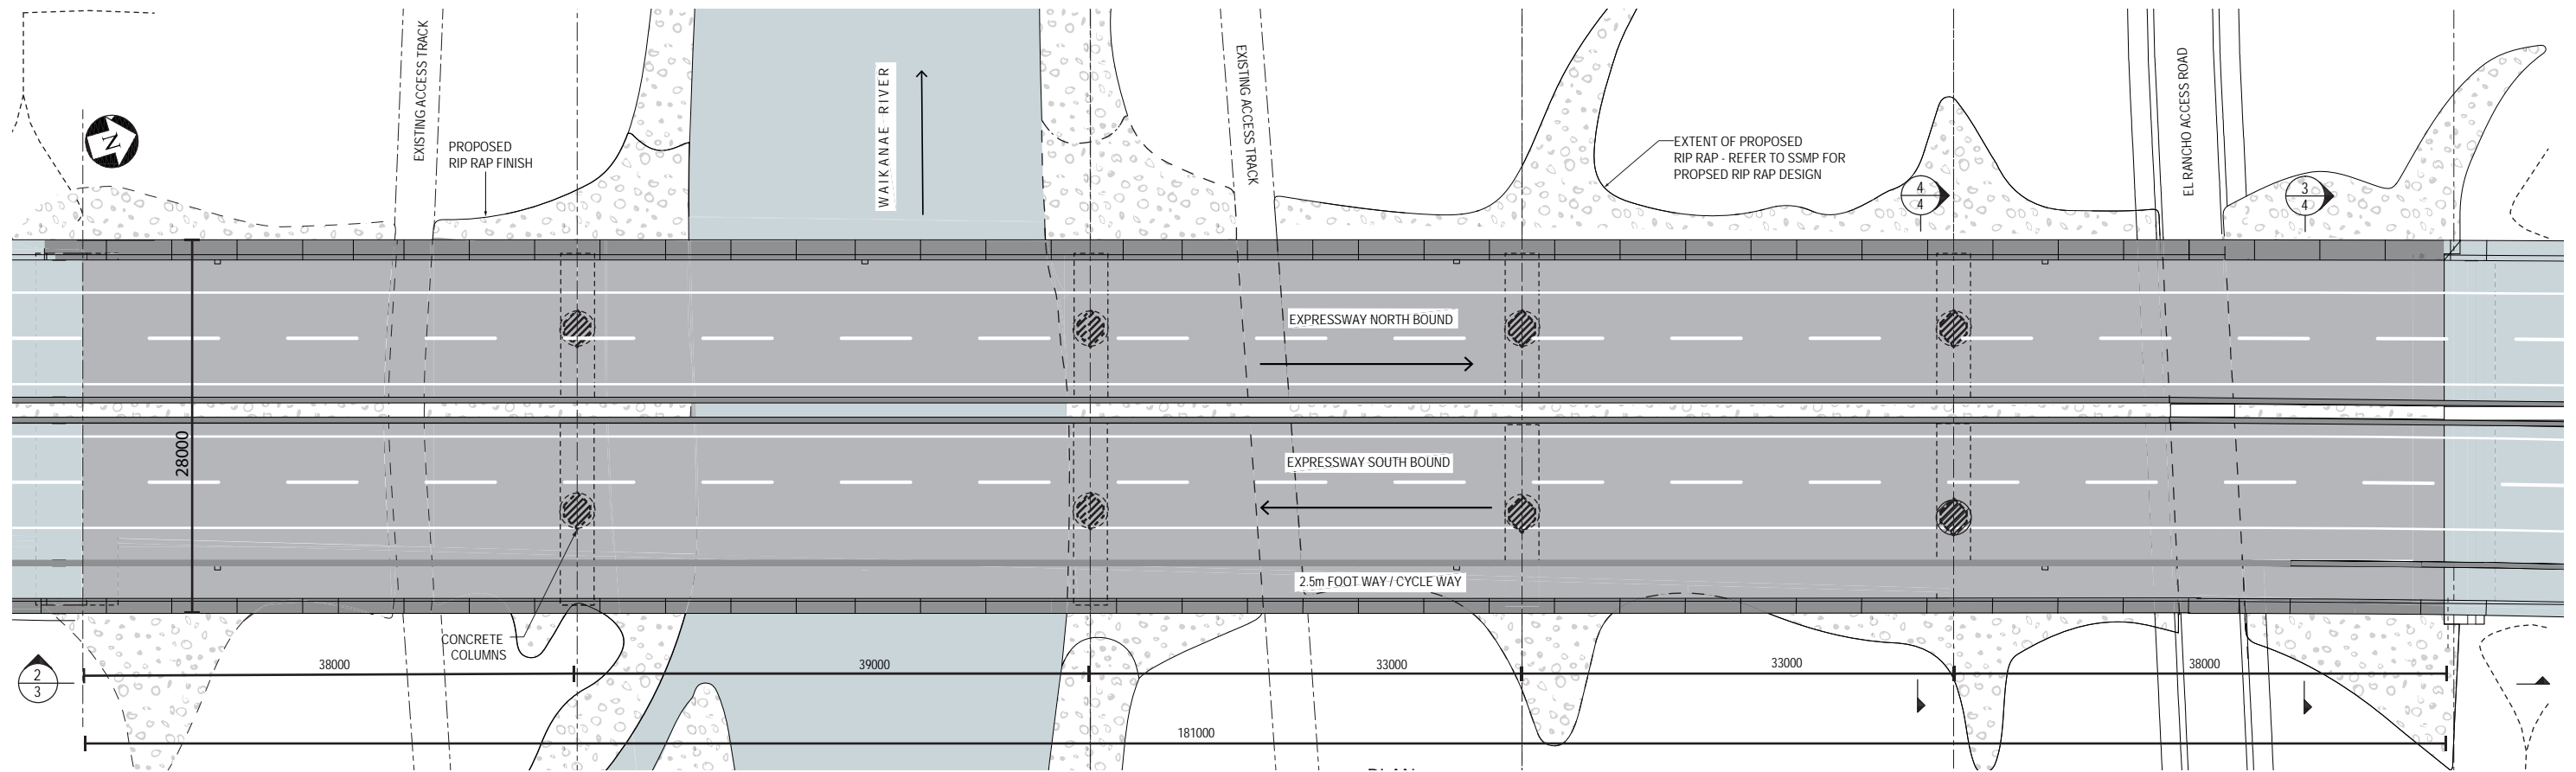 EXISTING ACCESS TRACK
WAIKANAE RIVER
EXISTING ACCESS TRACK
EL RANCHO ACCESS ROAD
N
PROPOSED
RIP RAP FINISH
EXTENT OF PROPOSED
RIP RAP - REFER TO SSMP FOR
PROPSED RIP RAP DESIGN
4
4
3
4
EXPRESSWAY NORTH BOUND
28000
EXPRESSWAY SOUTH BOUND
2.5m FOOT WAY / CYCLE WAY
CONCRETE
COLUMNS
2
3
38000
39000
33000
33000
38000
181000